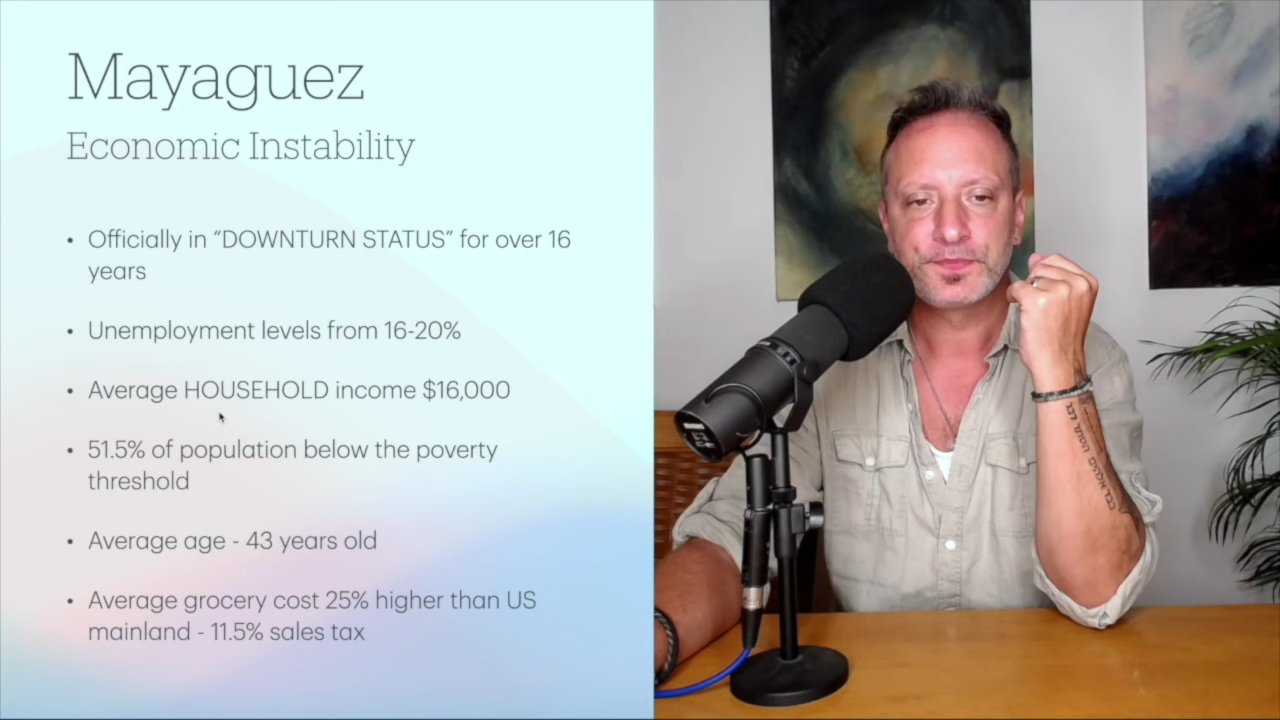 Mayaguez
Economic Instability
• Officially in “DOWNTURN STATUS” for over 16
years
• Unemployment levels from 16-20%
• Average HOUSEHOLD income $16,000
• 51.5% of population below the poverty
threshold
• Average age - 43 years old
• Average grocery cost 25% higher than US
mainland - 11.5% sales tax